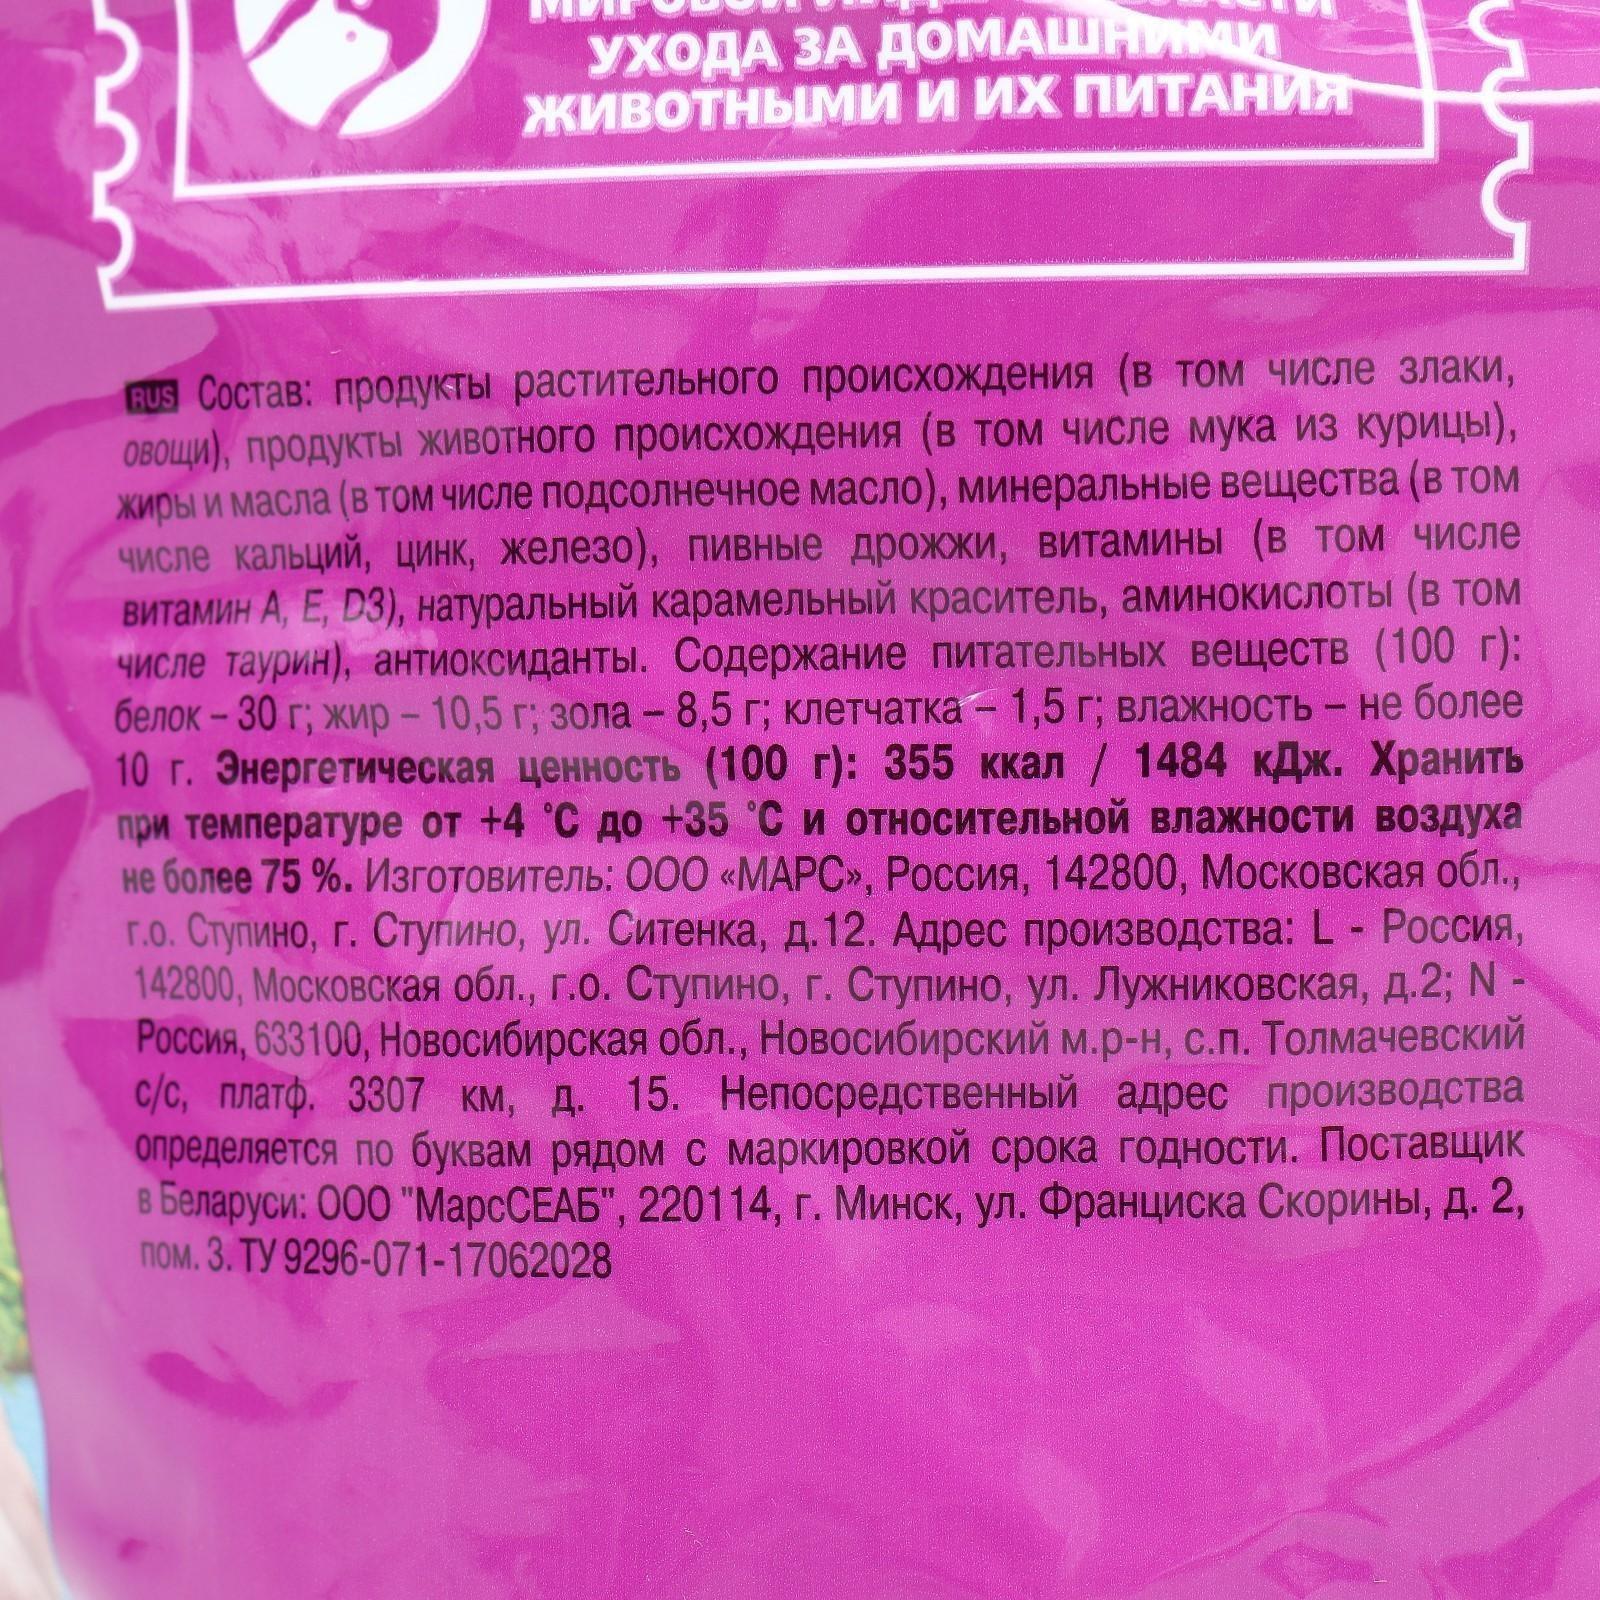 УХОДА ЗА ДОМАШНИМИ
ЖИВОТНЫМИ И ИХ ПИТАНИЯ
RUS Состав: продукты растительного происхождения (в том числе злаки,
овощи), продукты животного происхождения (в том числе мука из курицы),
жиры и масла (в том числе подсолнечное масло), минеральные вещества (в том
числе кальций, цинк, железо), пивные дрожжи, витамины (в том числе
витамин А, Е, D3), натуральный карамельный краситель, аминокислоты (в том
числе таурин), антиоксиданты. Содержание питательных веществ (100 г):
белок – 30 г; жир – 10,5 г; зола – 8,5 г; клетчатка – 1,5 г; влажность – не более
10 г. Энергетическая ценность (100 г): 355 ккал / 1484 кДж. Хранить
при температуре от +4 °С до +35 °С и относительной влажности воздуха
не более 75 %. Изготовитель: ООО «МАРС», Россия, 142800, Московская обл.,
г.о. Ступино, г. Ступино, ул. Ситенка, д.12. Адрес производства: L - Россия,
142800, Московская обл., г.о. Ступино, г. Ступино, ул. Лужниковская, д.2; N -
Россия, 633100, Новосибирская обл., Новосибирский м.р-н, с.п. Толмачевский
с/с, платф. 3307 км, д. 15. Непосредственный адрес производства
определяется по буквам рядом с маркировкой срока годности. Поставщик
в Беларуси: ООО "МарсСЕАБ", 220114, г. Минск, ул. Франциска Скорины, д. 2,
пом. 3. ТУ 9296-071-17062028